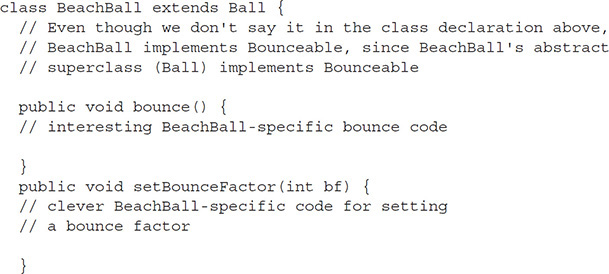 class BeachBall extends Ball {
  // Even though we don't say it in the class declaration above,
  // BeachBall implements Bounceable, since BeachBall's abstract
  // superclass (Ball) implements Bounceable

  public void bounce() {
  // interesting BeachBall-specific bounce code

  }
  public void setBounceFactor(int bf) {
  // clever BeachBall-specific code for setting
  // a bounce factor

  }